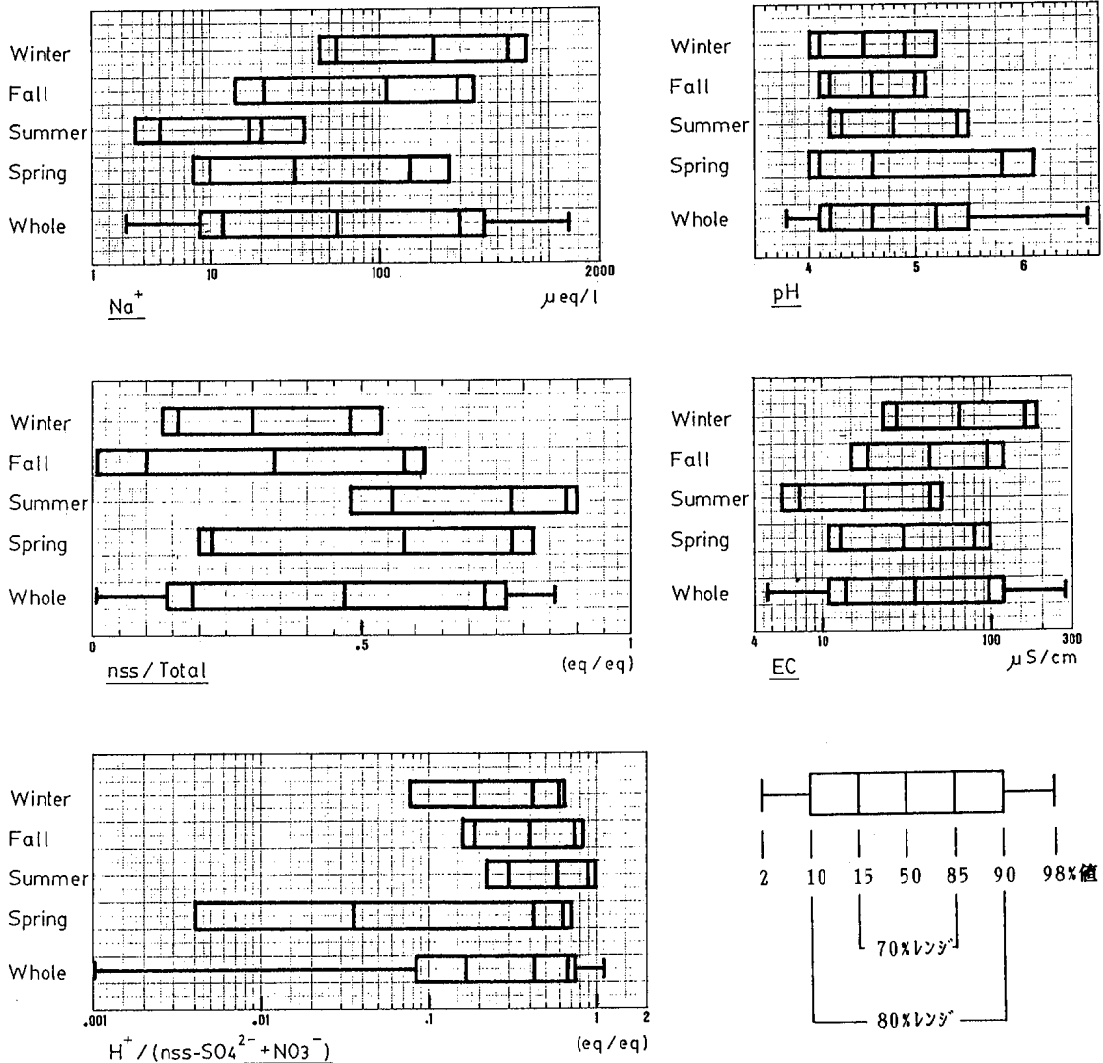 Winter
Fall
Summer
Spring
Whole
1 10 100 2000
Na⁺ μeq/l
Winter
Fall
Summer
Spring
Whole
4 5 6
pH
Winter
Fall
Summer
Spring
Whole
0 .5 1
nss/Total (eq/eq)
Winter
Fall
Summer
Spring
Whole
4 10 100 300
EC μS/cm
Winter
Fall
Summer
Spring
Whole
.001 .01 .1 1 2
H⁺/(nss-SO₄²⁻+NO₃⁻) (eq/eq)
2 10 15 50 85 90 98%値
70%レンジ
80%レンジ